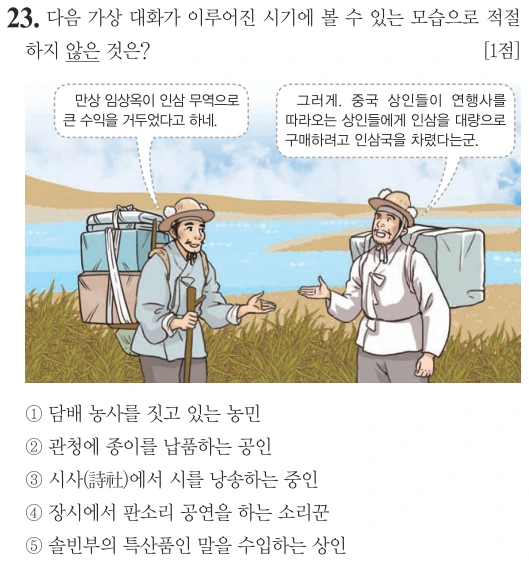 23. 다음 가상 대화가 이루어진 시기에 볼 수 있는 모습으로 적절
하지 않은 것은? [1점]
만상 임상옥이 인삼 무역으로
큰 수익을 거두었다고 하네.
그러게. 중국 상인들이 연행사를
따라오는 상인들에게 인삼을 대량으로
구매하려고 인삼국을 차렸다는군.
① 담배 농사를 짓고 있는 농민
② 관청에 종이를 납품하는 공인
③ 시사(詩社)에서 시를 낭송하는 중인
④ 장시에서 판소리 공연을 하는 소리꾼
⑤ 솔빈부의 특산품인 말을 수입하는 상인